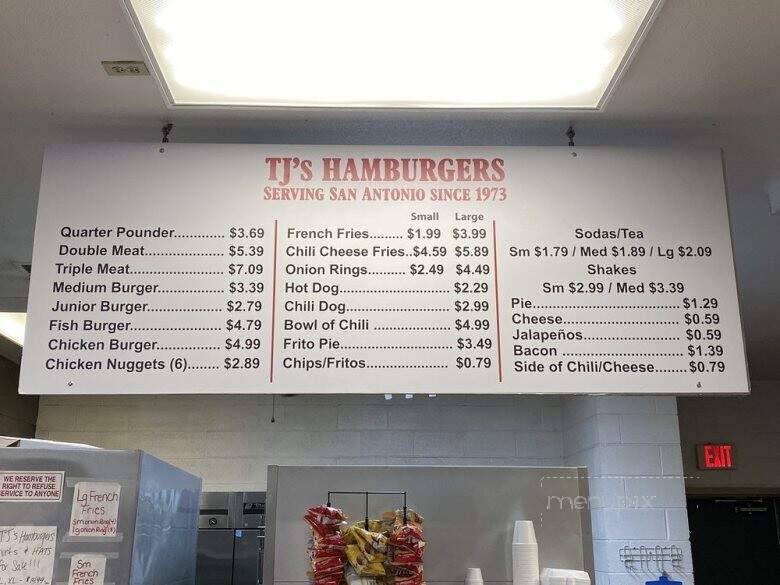 TJ'S HAMBURGERS
SERVING SAN ANTONIO SINCE 1973
Quarter Pounder............. $3.69
Double Meat..................... $5.39
Triple Meat........................ $7.09
Medium Burger................. $3.39
Junior Burger.................... $2.79
Fish Burger....................... $4.79
Chicken Burger................. $4.99
Chicken Nuggets (6)........ $2.89
Small Large
French Fries......... $1.99 $3.99
Chili Cheese Fries..$4.59 $5.89
Onion Rings.......... $2.49 $4.49
Hot Dog............................ $2.29
Chili Dog........................... $2.99
Bowl of Chili ..................... $4.99
Frito Pie............................ $3.49
Chips/Fritos...................... $0.79
Sodas/Tea
Sm $1.79 / Med $1.89 / Lg $2.09
Shakes
Sm $2.99 / Med $3.39
Pie........................................ $1.29
Cheese.................................. $0.59
Jalapeños.............................. $0.59
Bacon ................................... $1.39
Side of Chili/Cheese........ $0.79
EXIT
WE RESERVE THE
RIGHT TO REFUSE
SERVICE TO ANYONE
Lg French
Fries
TJ's Hamburgers
& HATS
For Sale!!!
Sm
French
Fries
menupix